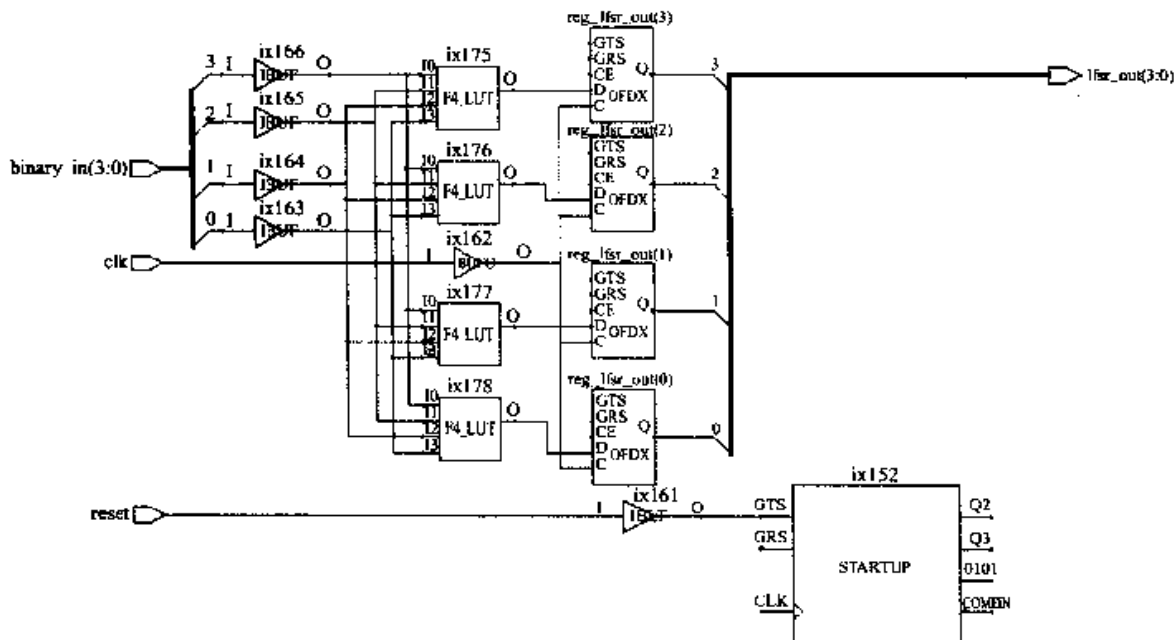 reg_lfsr_out(3)
ix166
ix175
GTS
GRS
CE
Q
D
OFDX
C
3 I
O
I0
I1
I2
I3
F4_LUT
O
3
lfsr_out(3:0)
ix165
2 I
O
reg_lfsr_out(2)
ix176
GTS
GRS
CE
Q
D
OFDX
C
I0
I1
I2
I3
F4_LUT
O
2
binary_in(3:0)
ix164
1 I
O
ix163
0 I
O
ix162
I
O
clk
reg_lfsr_out(1)
ix177
GTS
GRS
CE
Q
D
OFDX
C
I0
I1
I2
F4_LUT
O
1
reg_lfsr_out(0)
ix178
GTS
GRS
CE
Q
D
OFDX
C
I0
I1
I2
I3
F4_LUT
O
0
ix152
ix161
reset
I
O
GTS
GRS
CLK
STARTUP
Q2
Q3